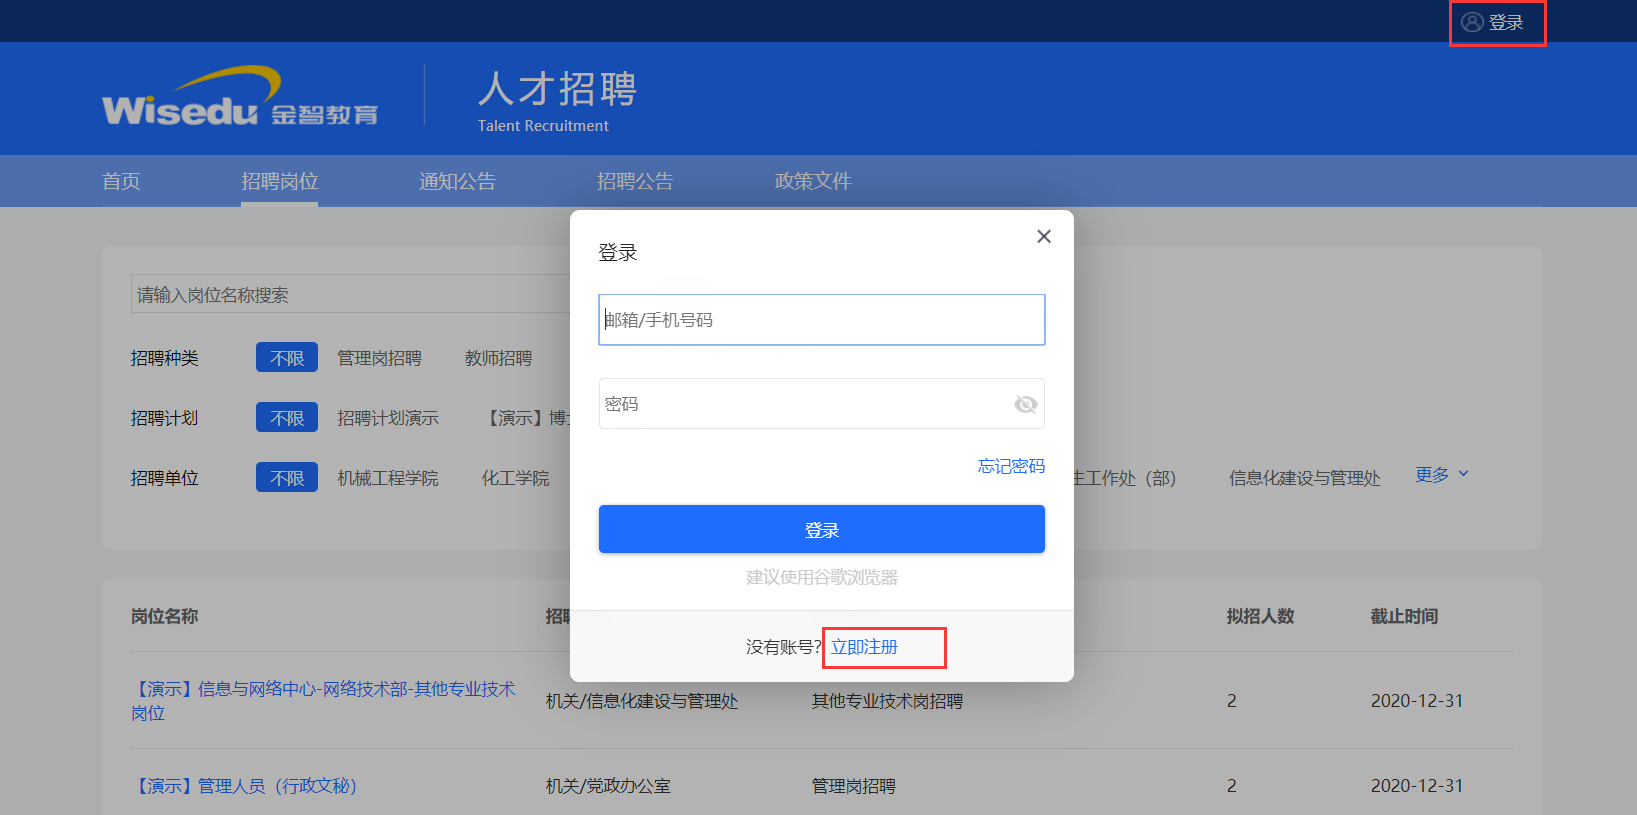 登录
Wisedu 金智教育
人才招聘
Talent Recruitment
首页 招聘岗位 通知公告 招聘公告 政策文件
登录
请输入岗位名称搜索
邮箱/手机号码
招聘种类 不限 管理岗招聘 教师招聘
密码
招聘计划 不限 招聘计划演示 【演示】博
忘记密码
招聘单位 不限 机械工程学院 化工学院 生工作处（部） 信息化建设与管理处 更多
登录
建议使用谷歌浏览器
岗位名称 招聘 拟招人数 截止时间
没有账号? 立即注册
【演示】信息与网络中心-网络技术部-其他专业技术
岗位
机关/信息化建设与管理处 其他专业技术岗招聘 2 2020-12-31
【演示】管理人员（行政文秘） 机关/党政办公室 管理岗招聘 2 2020-12-31